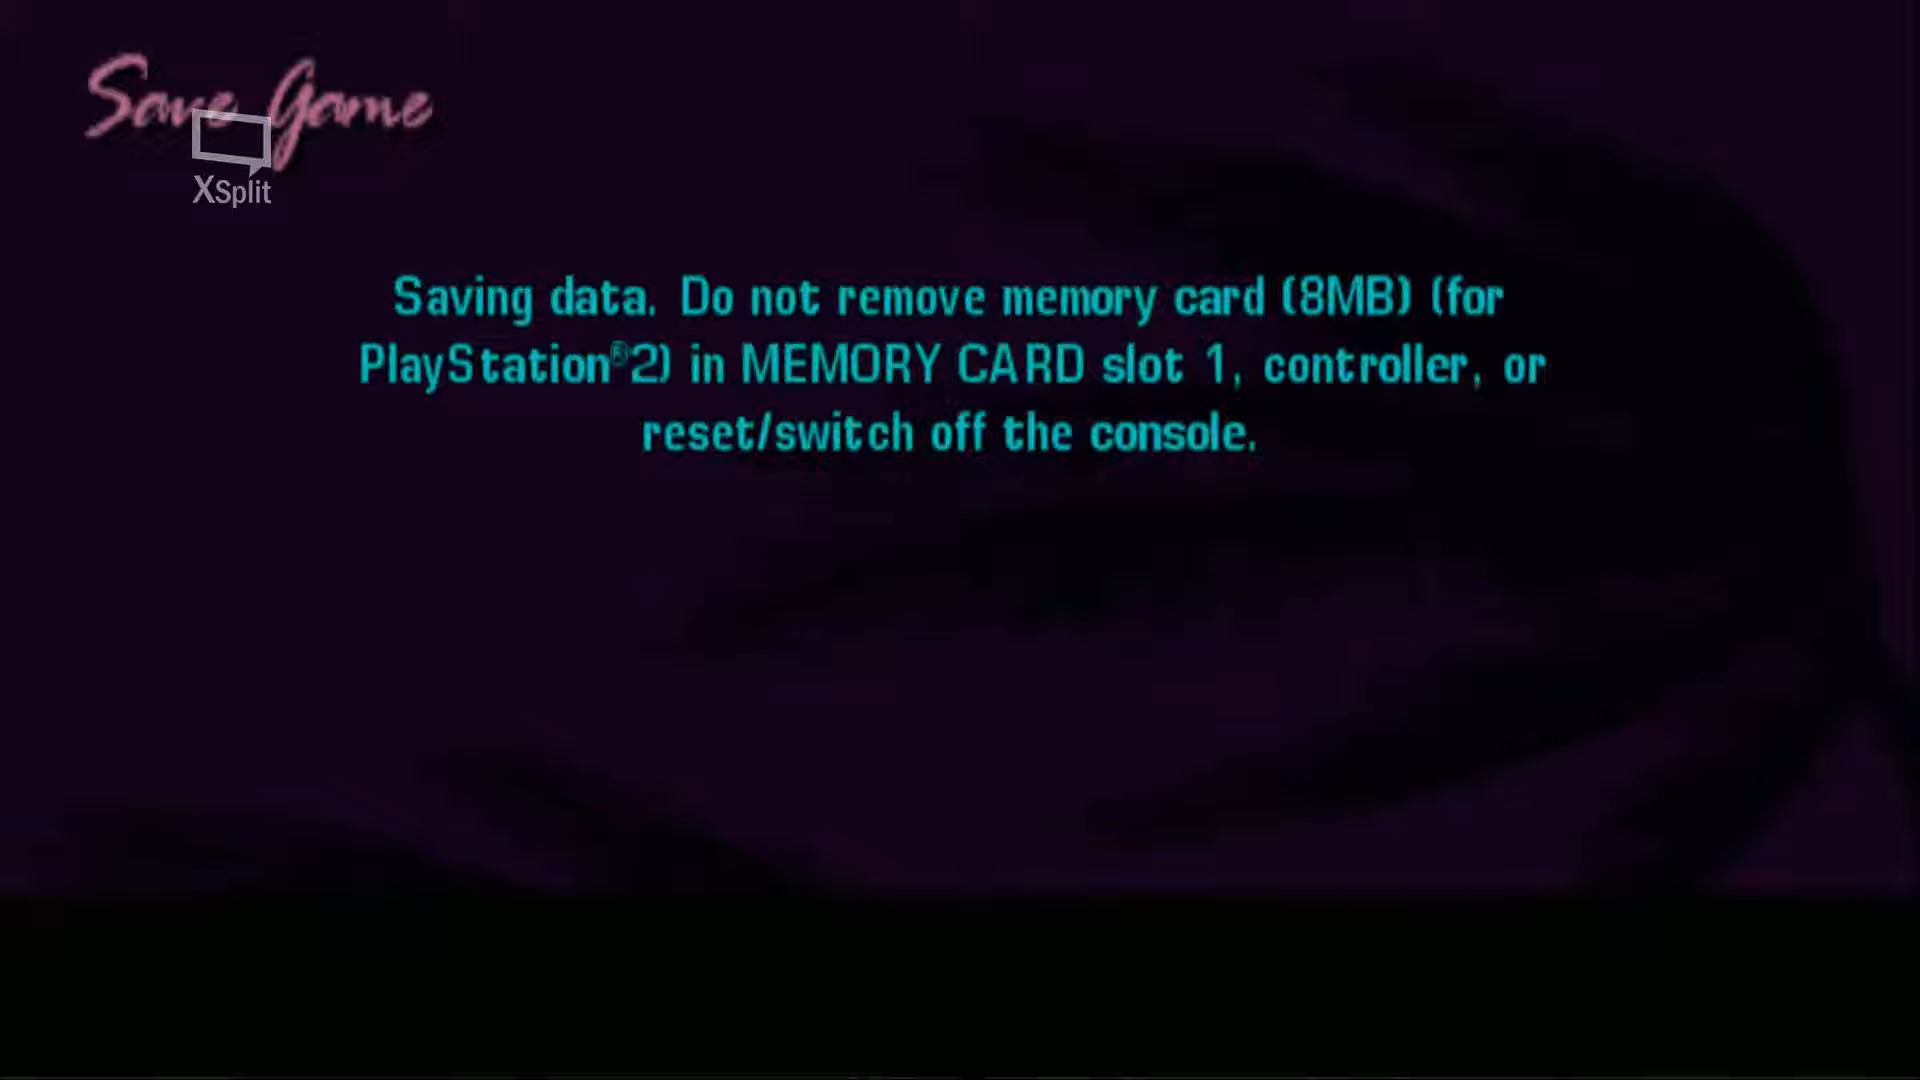 Save Game
XSplit
Saving data. Do not remove memory card (8MB) (for
PlayStation®2) in MEMORY CARD slot 1, controller, or
reset/switch off the console.